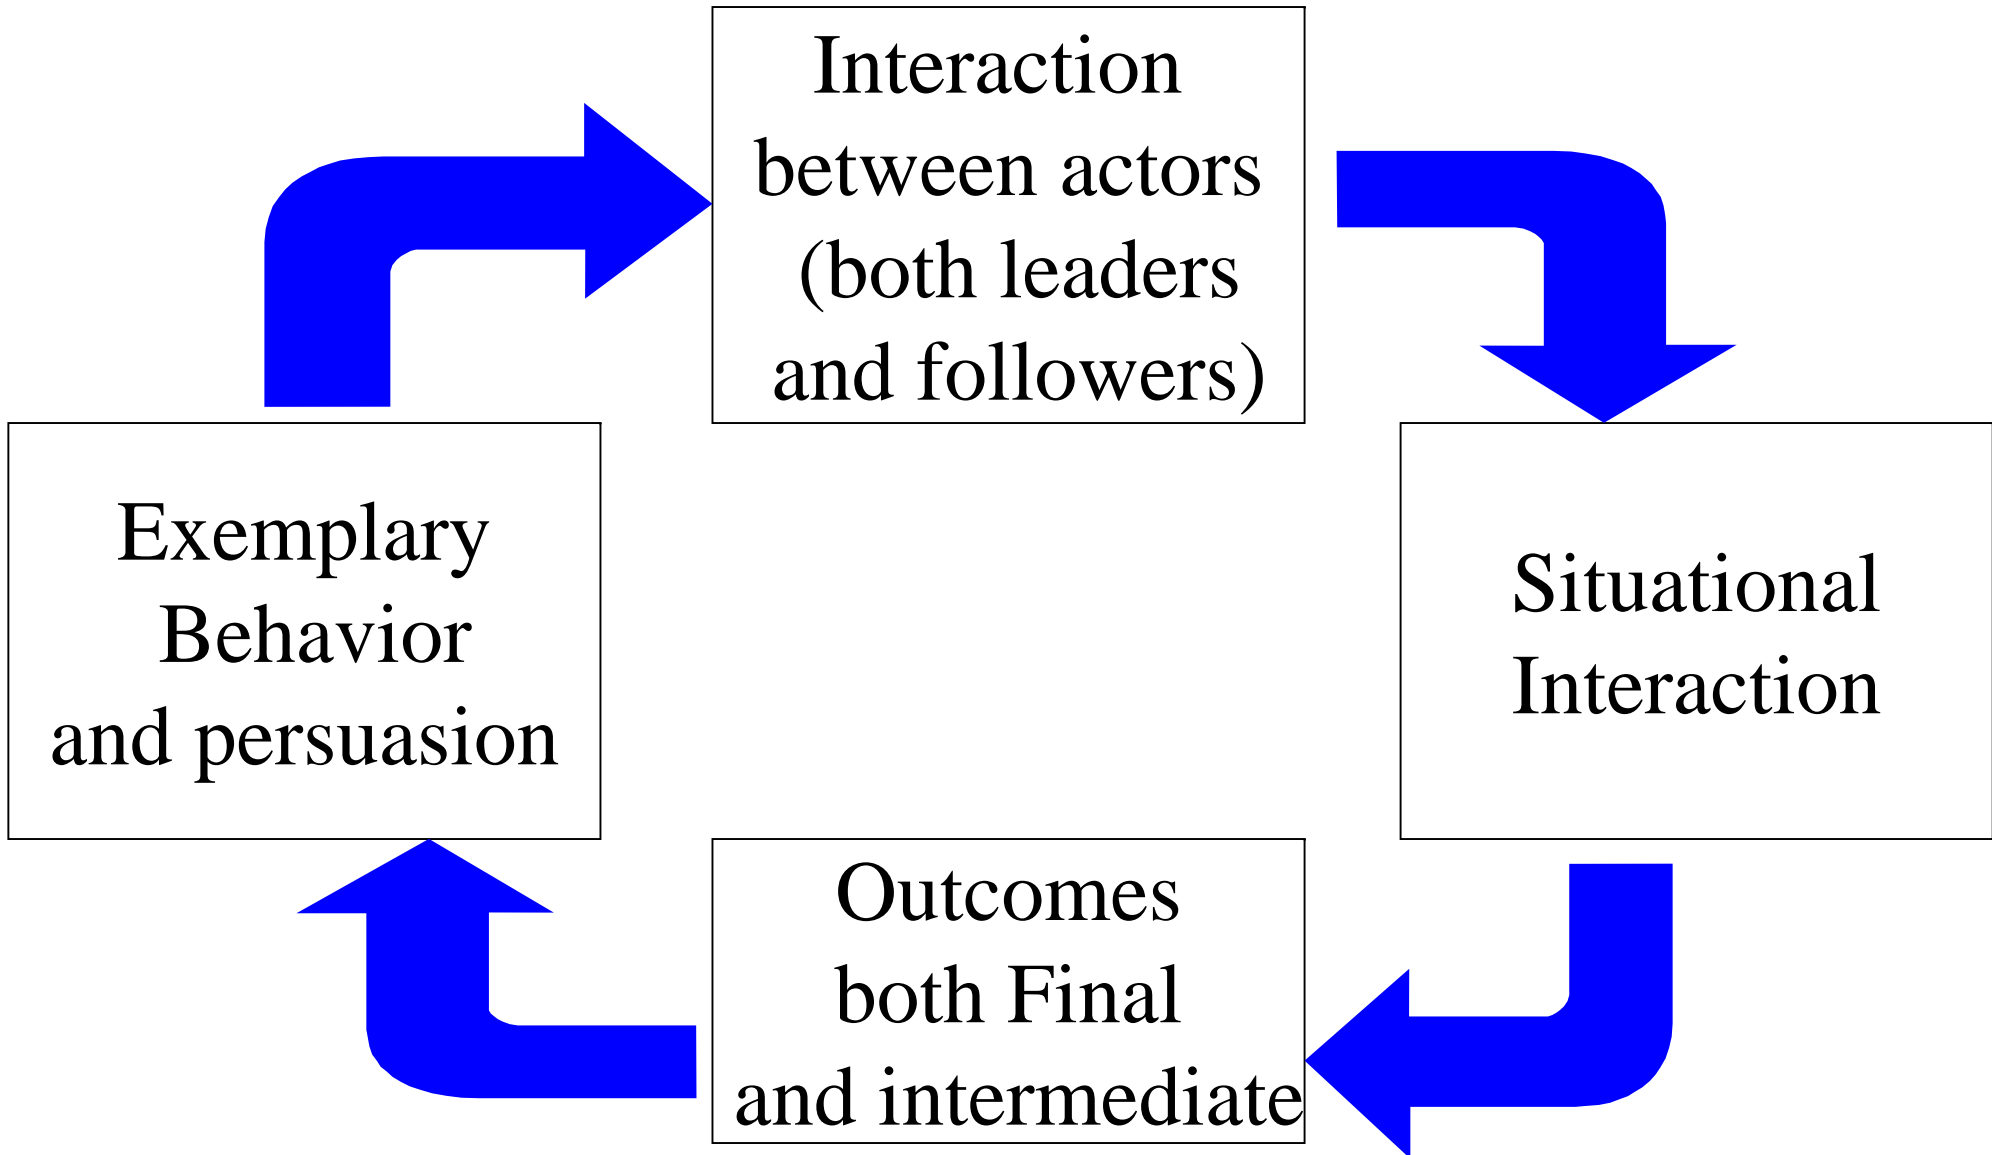 Interaction
between actors
(both leaders
and followers)
Exemplary
Behavior
and persuasion
Situational
Interaction
Outcomes
both Final
and intermediate